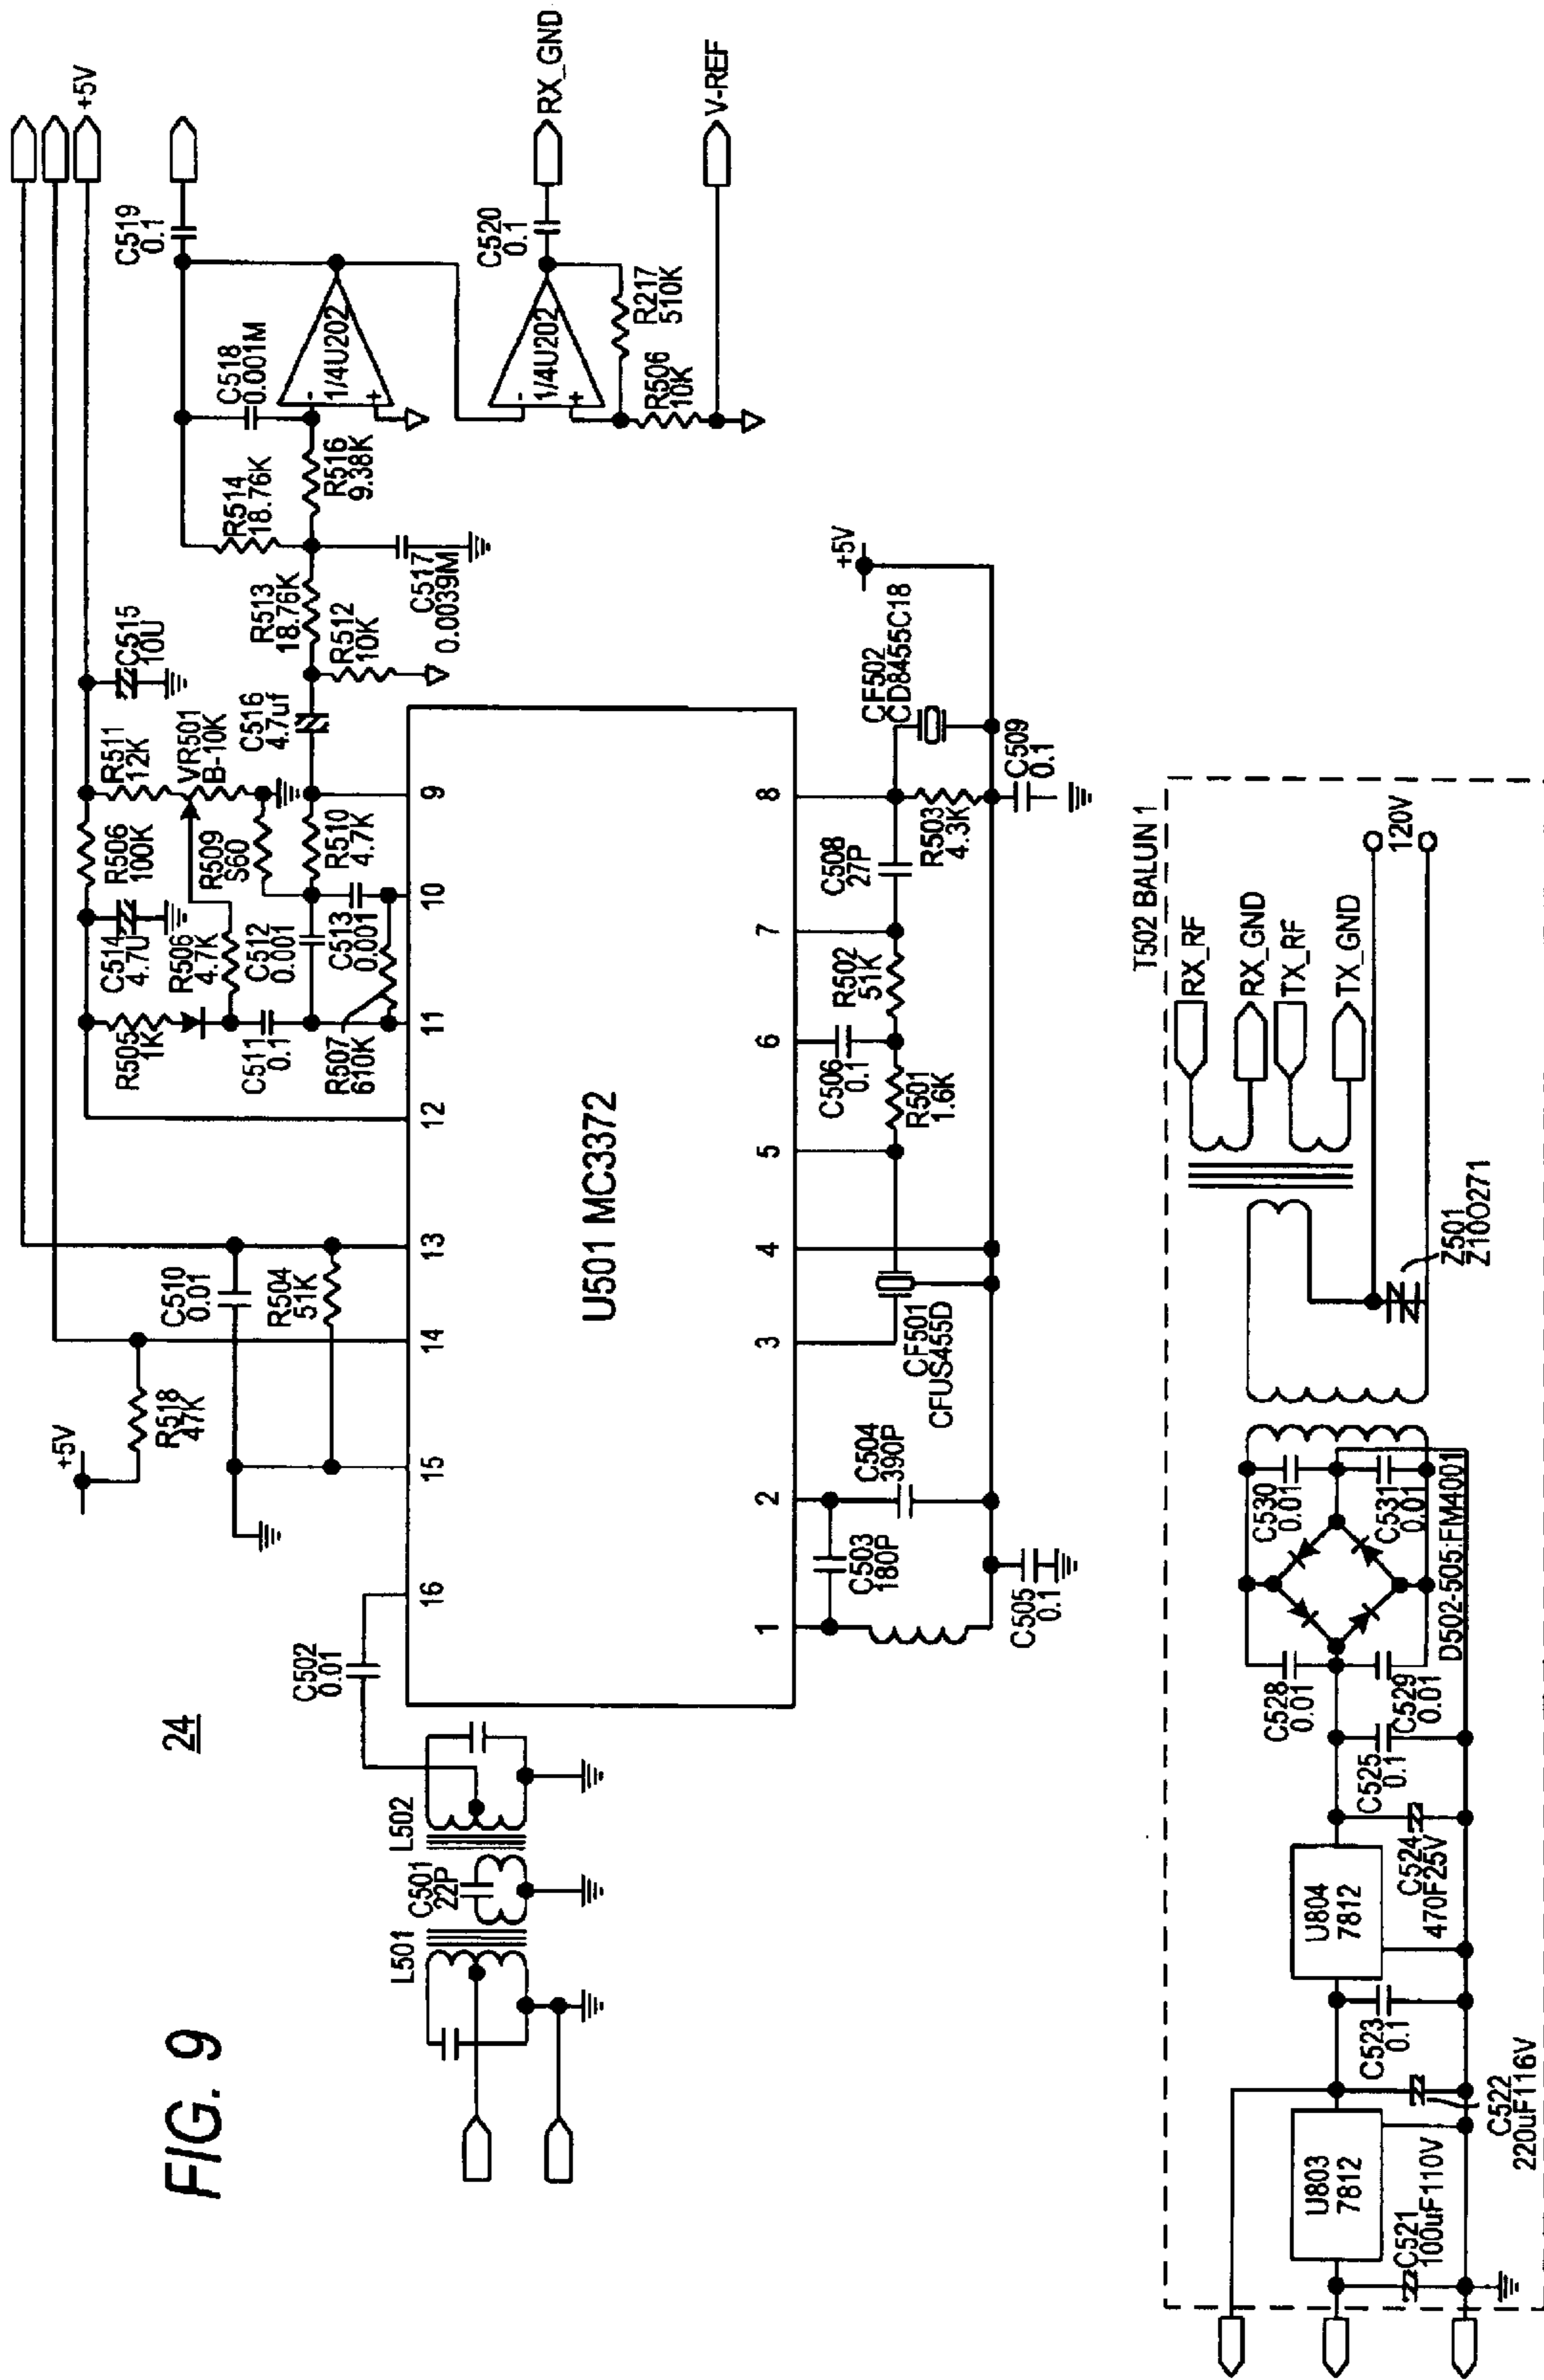 FIG. 9
24
+5V
R518
47K
C510
0.01
R504
51K
C502
0.01
L501
C501
22P
L502
R505
1K
C514
4.7U
R506
100K
R511
12K
VR501
B-10K
C515
10U
+5V
R506
4.7K
R509
S60
C511
0.1
C512
0.001
C513
0.001
R507
610K
R510
4.7K
C516
4.7uf
R513
18.76K
R512
10K
C517
0.0039M
R514
18.76K
R516
9.38K
C518
0.001M
-
+
1/4U202
C519
0.1
-
+
1/4U202
C520
0.1
RX_GND
R217
510K
R506
10K
V-REF
16
15
14
13
12
11
10
9
U501 MC3372
1
2
3
4
5
6
7
8
C503
180P
C504
390P
C505
0.1
CF501
CFUS455D
R501
1.6K
C506
0.1
R502
51K
C508
27P
R503
4.3K
C509
0.1
CF502
CD8455C18
+5V
T502 BALUN 1
RX_RF
RX_GND
TX_RF
TX_GND
120V
Z501
Z100271
C530
0.01
C531
0.01
D502-505:FM4001
C528
0.01
C529
0.01
C525
0.1
C524
470F25V
U804
7812
C523
0.1
C522
220uF116V
U803
7812
C521
100uF110V